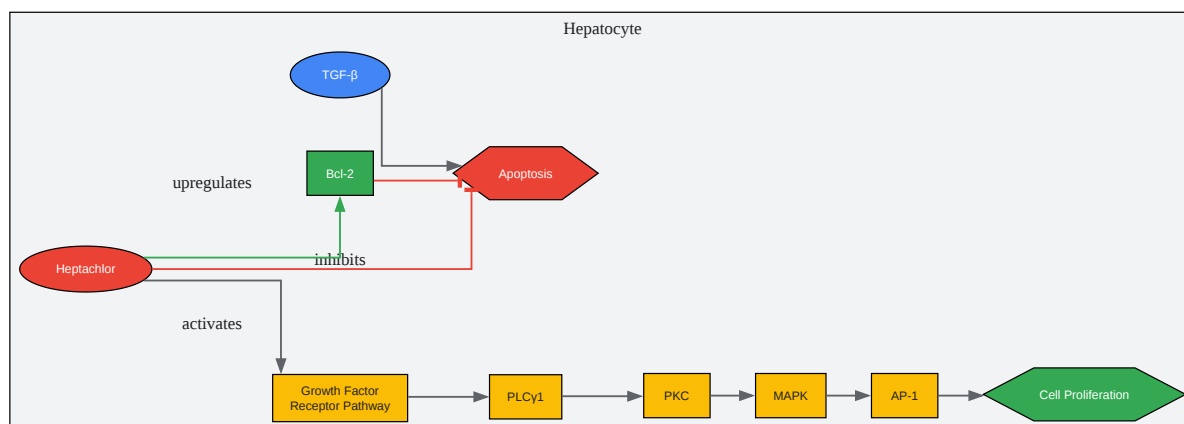 Hepatocyte
TGF-β
Bcl-2
Apoptosis
upregulates
inhibits
Heptachlor
activates
Growth Factor
Receptor Pathway
PLCγ1
PKC
MAPK
AP-1
Cell Proliferation